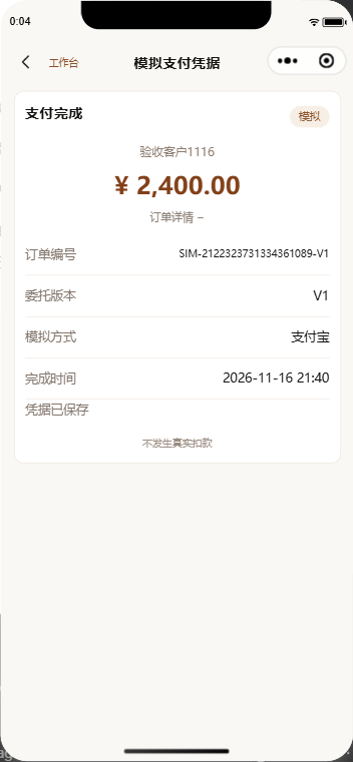 0:04
工作台
模拟支付凭据
支付完成
模拟
验收客户1116
¥ 2,400.00
订单详情 −
订单编号
SIM-2122323731334361089-V1
委托版本
V1
模拟方式
支付宝
完成时间
2026-11-16 21:40
凭据已保存
不发生真实扣款